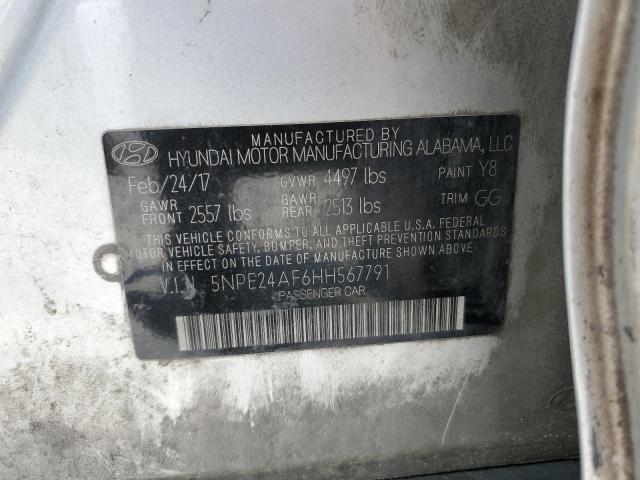 MANUFACTURED BY
HYUNDAI MOTOR MANUFACTURING ALABAMA, LLC
Feb/24/17 GVWR 4497 lbs PAINT Y8
GAWR FRONT 2557 lbs GAWR REAR 2513 lbs TRIM GG
THIS VEHICLE CONFORMS TO ALL APPLICABLE U.S.A. FEDERAL
MOTOR VEHICLE SAFETY, BUMPER, AND THEFT PREVENTION STANDARDS
IN EFFECT ON THE DATE OF MANUFACTURE SHOWN ABOVE.
V.I.N. 5NPE24AF6HH567791
PASSENGER CAR